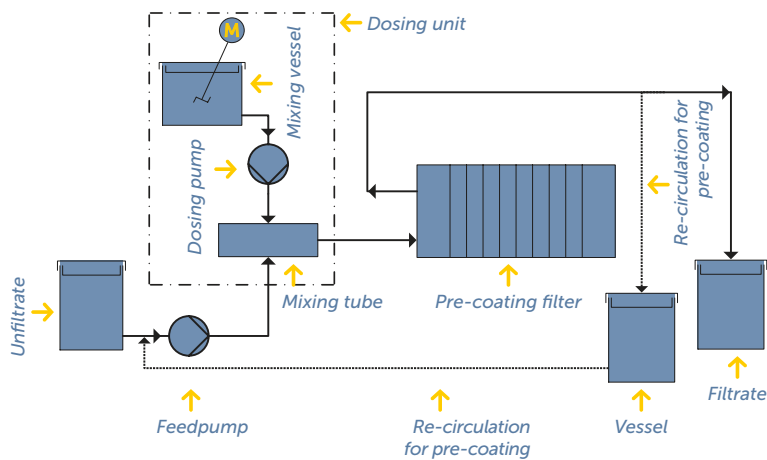 M
Dosing unit
Mixing vessel
Dosing pump
Re-circulation for
pre-coating
Unfiltrate
Mixing tube
Pre-coating filter
Filtrate
Feedpump
Re-circulation
for pre-coating
Vessel